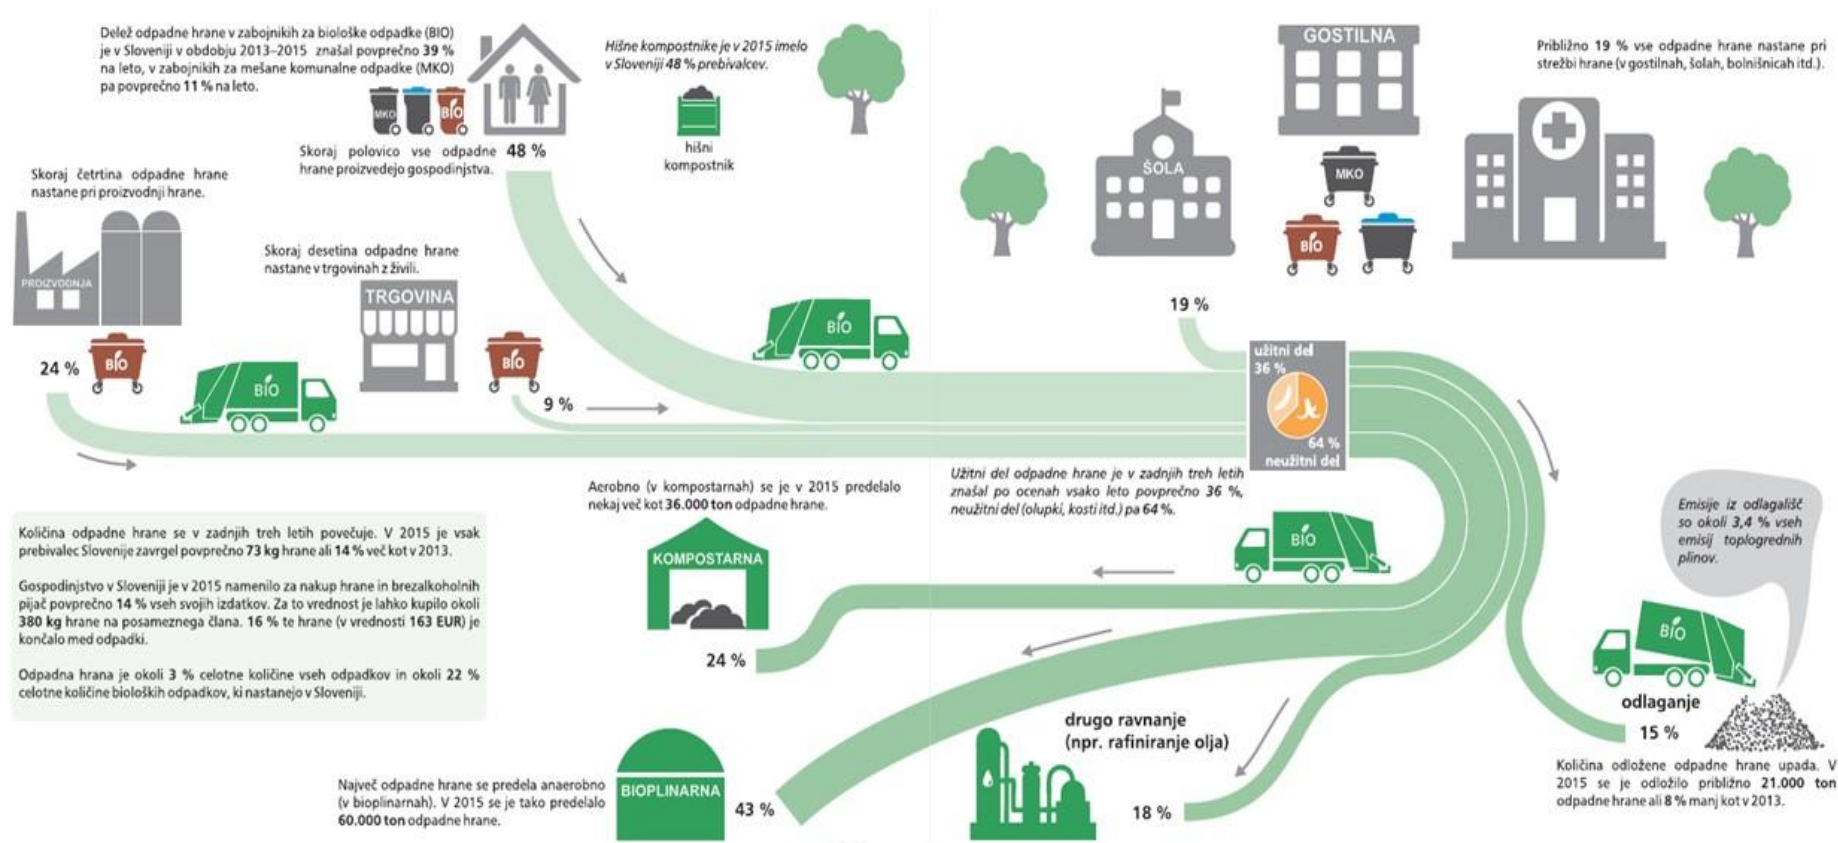 Delež odpadne hrane v zabojnikih za biološke odpadke (BIO)
je v Sloveniji v obdobju 2013–2015 znašal povprečno 39 %
na leto, v zabojnikih za mešane komunalne odpadke (MKO)
pa povprečno 11 % na leto.
MKO
BIO
Skoraj polovico vse odpadne
hrane proizvedejo gospodinjstva.
48 %
Hišne kompostnike je v 2015 imelo
v Sloveniji 48 % prebivalcev.
hišni
kompostnik
GOSTILNA
Približno 19 % vse odpadne hrane nastane pri
strežbi hrane (v gostilnah, šolah, bolnišnicah itd.).
ŠOLA
MKO
BIO
19 %
Skoraj četrtina odpadne hrane
nastane pri proizvodnji hrane.
PROIZVODNJA
24 %
BIO
BIO
Skoraj desetina odpadne hrane
nastane v trgovinah z živili.
TRGOVINA
BIO
9 %
BIO
užitni del
36 %
64 %
neužitni del
Užitni del odpadne hrane je v zadnjih treh letih
znašal po ocenah vsako leto povprečno 36 %,
neužitni del (olupki, kosti itd.) pa 64 %.
Aerobno (v kompostarnah) se je v 2015 predelalo
nekaj več kot 36.000 ton odpadne hrane.
KOMPOSTARNA
24 %
BIO
Emisije iz odlagališč
so okoli 3,4 % vseh
emisij toplogrednih
plinov.
Količina odpadne hrane se v zadnjih treh letih povečuje. V 2015 je vsak
prebivalec Slovenije zavrgel povprečno 73 kg hrane ali 14 % več kot v 2013.
Gospodinjstvo v Sloveniji je v 2015 namenilo za nakup hrane in brezalkoholnih
pijač povprečno 14 % vseh svojih izdatkov. Za to vrednost je lahko kupilo okoli
380 kg hrane na posameznega člana. 16 % te hrane (v vrednosti 163 EUR) je
končalo med odpadki.
Odpadna hrana je okoli 3 % celotne količine vseh odpadkov in okoli 22 %
celotne količine bioloških odpadkov, ki nastanejo v Sloveniji.
BIO
odlaganje
15 %
Količina odložene odpadne hrane upada. V
2015 se je odložilo približno 21.000 ton
odpadne hrane ali 8 % manj kot v 2013.
drugo ravnanje
(npr. rafiniranje olja)
18 %
Največ odpadne hrane se predela anaerobno
(v bioplinarnah). V 2015 se je tako predelalo
60.000 ton odpadne hrane.
BIOPLINARNA
43 %